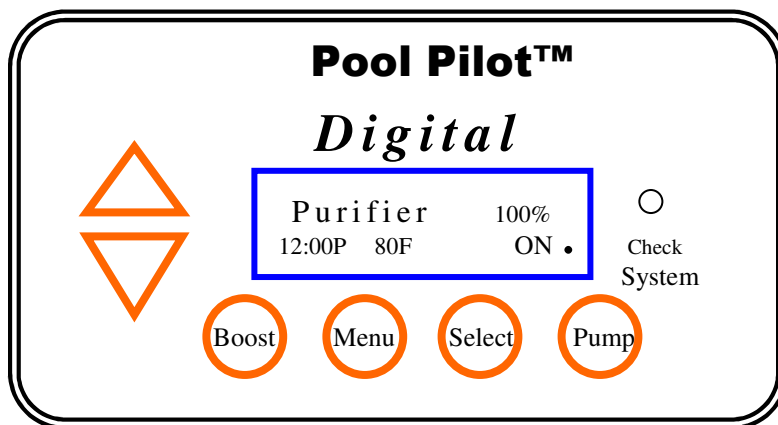 Pool Pilot™
Digital
Purifier 100%
12:00P 80F ON •
Check
System
Boost Menu Select Pump